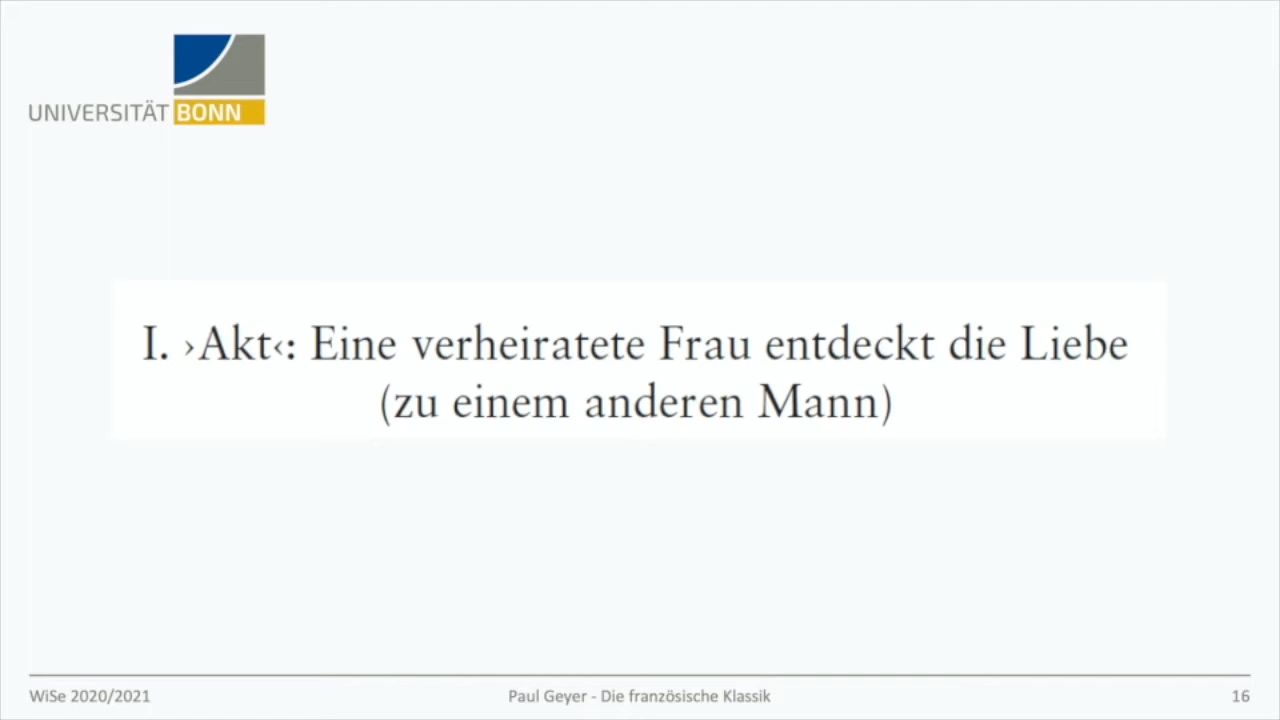 UNIVERSITÄT BONN
I. ›Akt‹: Eine verheiratete Frau entdeckt die Liebe
(zu einem anderen Mann)
WiSe 2020/2021
Paul Geyer - Die französische Klassik
16